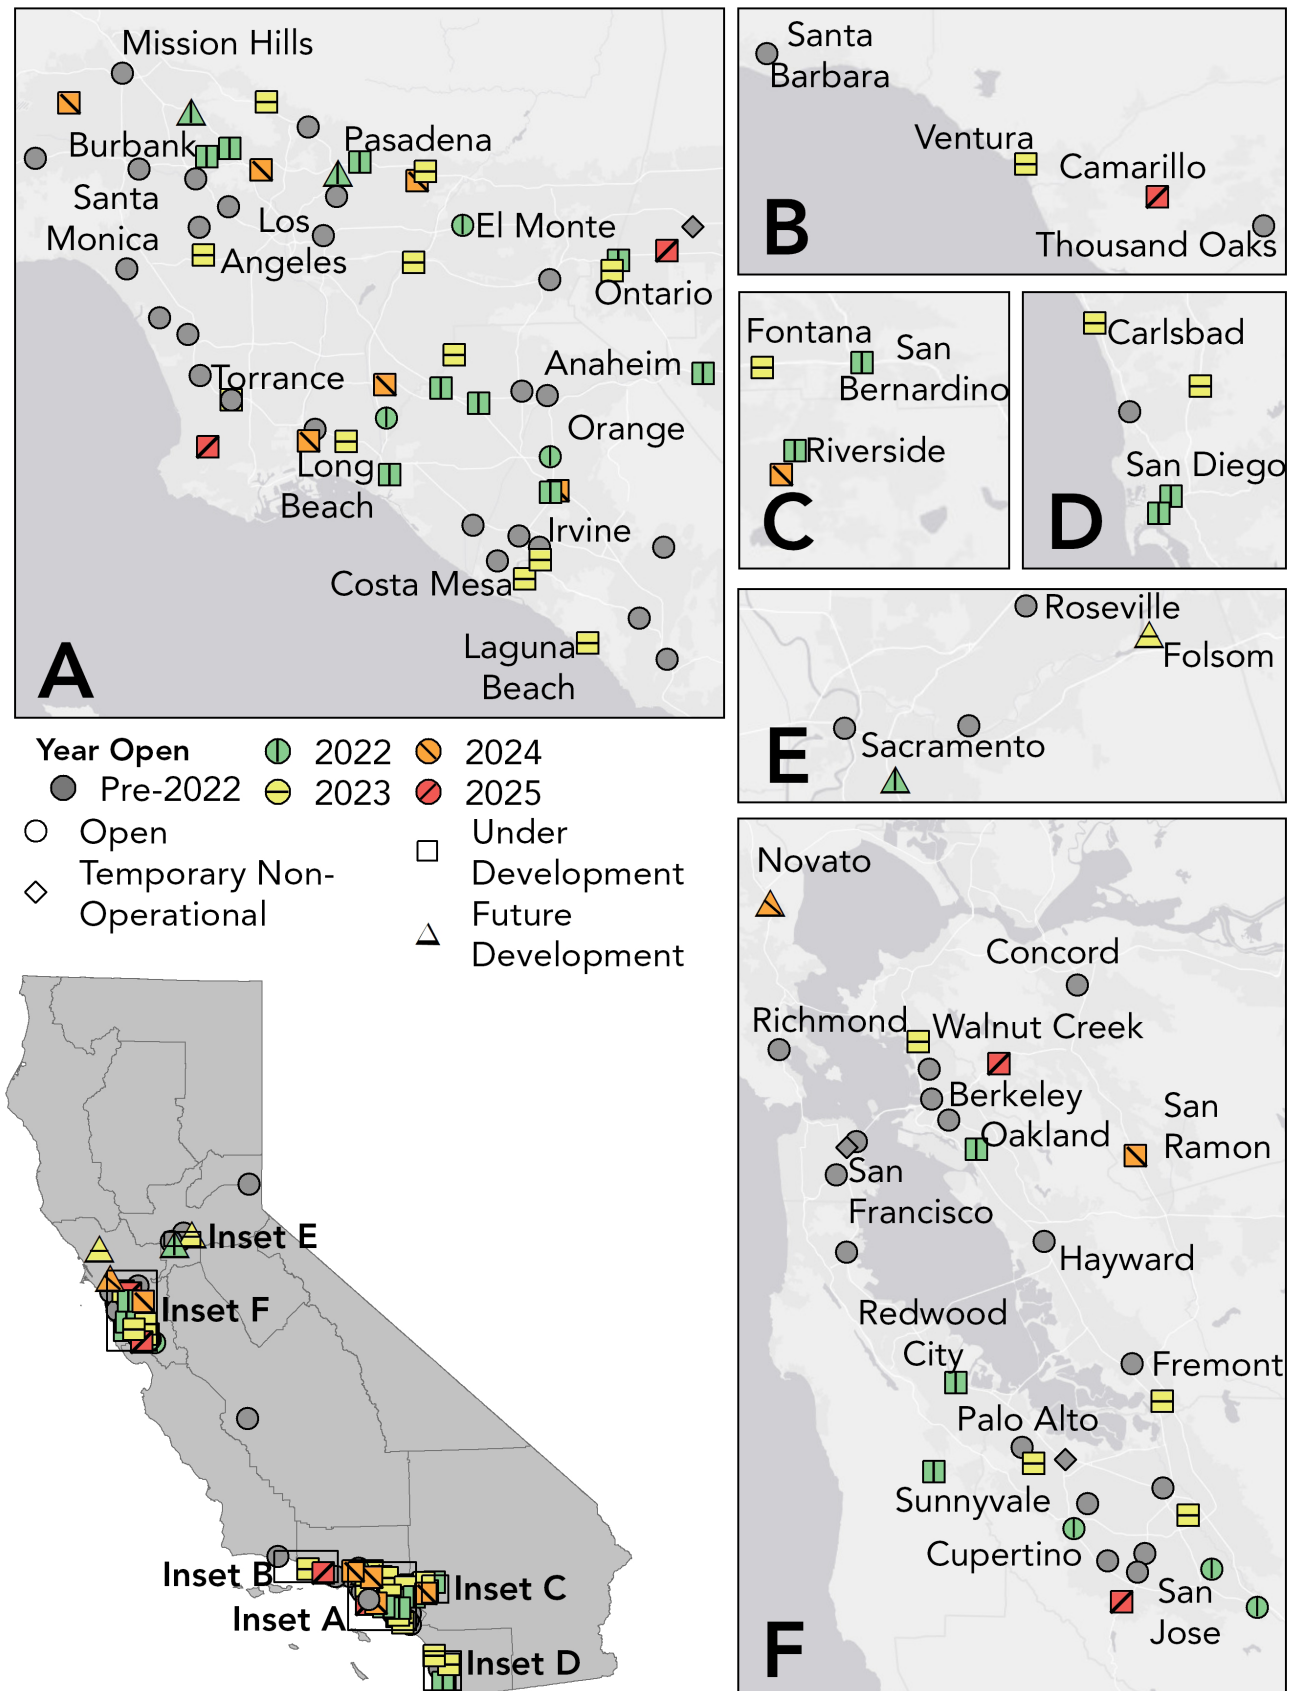 Mission Hills
Burbank
Pasadena
Santa
Monica
Los
Angeles
El Monte
Ontario
Torrance
Anaheim
Orange
Long
Beach
Irvine
Costa Mesa
Laguna
Beach
A
Santa
Barbara
Ventura
Camarillo
Thousand Oaks
B
Fontana
San
Bernardino
Riverside
C
Carlsbad
San Diego
D
Roseville
Folsom
Sacramento
E
Year Open
Pre-2022
2022
2023
2024
2025
Open
Temporary Non-
Operational
Under
Development
Future
Development
Inset E
Inset F
Inset B
Inset C
Inset A
Inset D
Novato
Concord
Richmond
Walnut Creek
Berkeley
Oakland
San
Ramon
San
Francisco
Hayward
Redwood
City
Fremont
Palo Alto
Sunnyvale
Cupertino
San
Jose
F